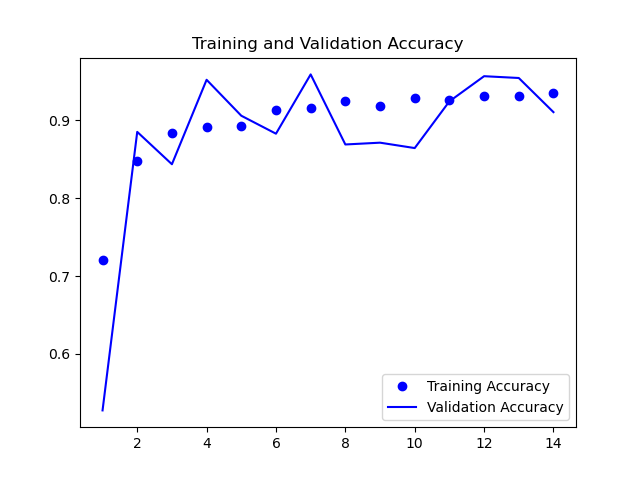 Training and Validation Accuracy
0.9
0.8
0.7
0.6
Training Accuracy
Validation Accuracy
2 4 6 8 10 12 14